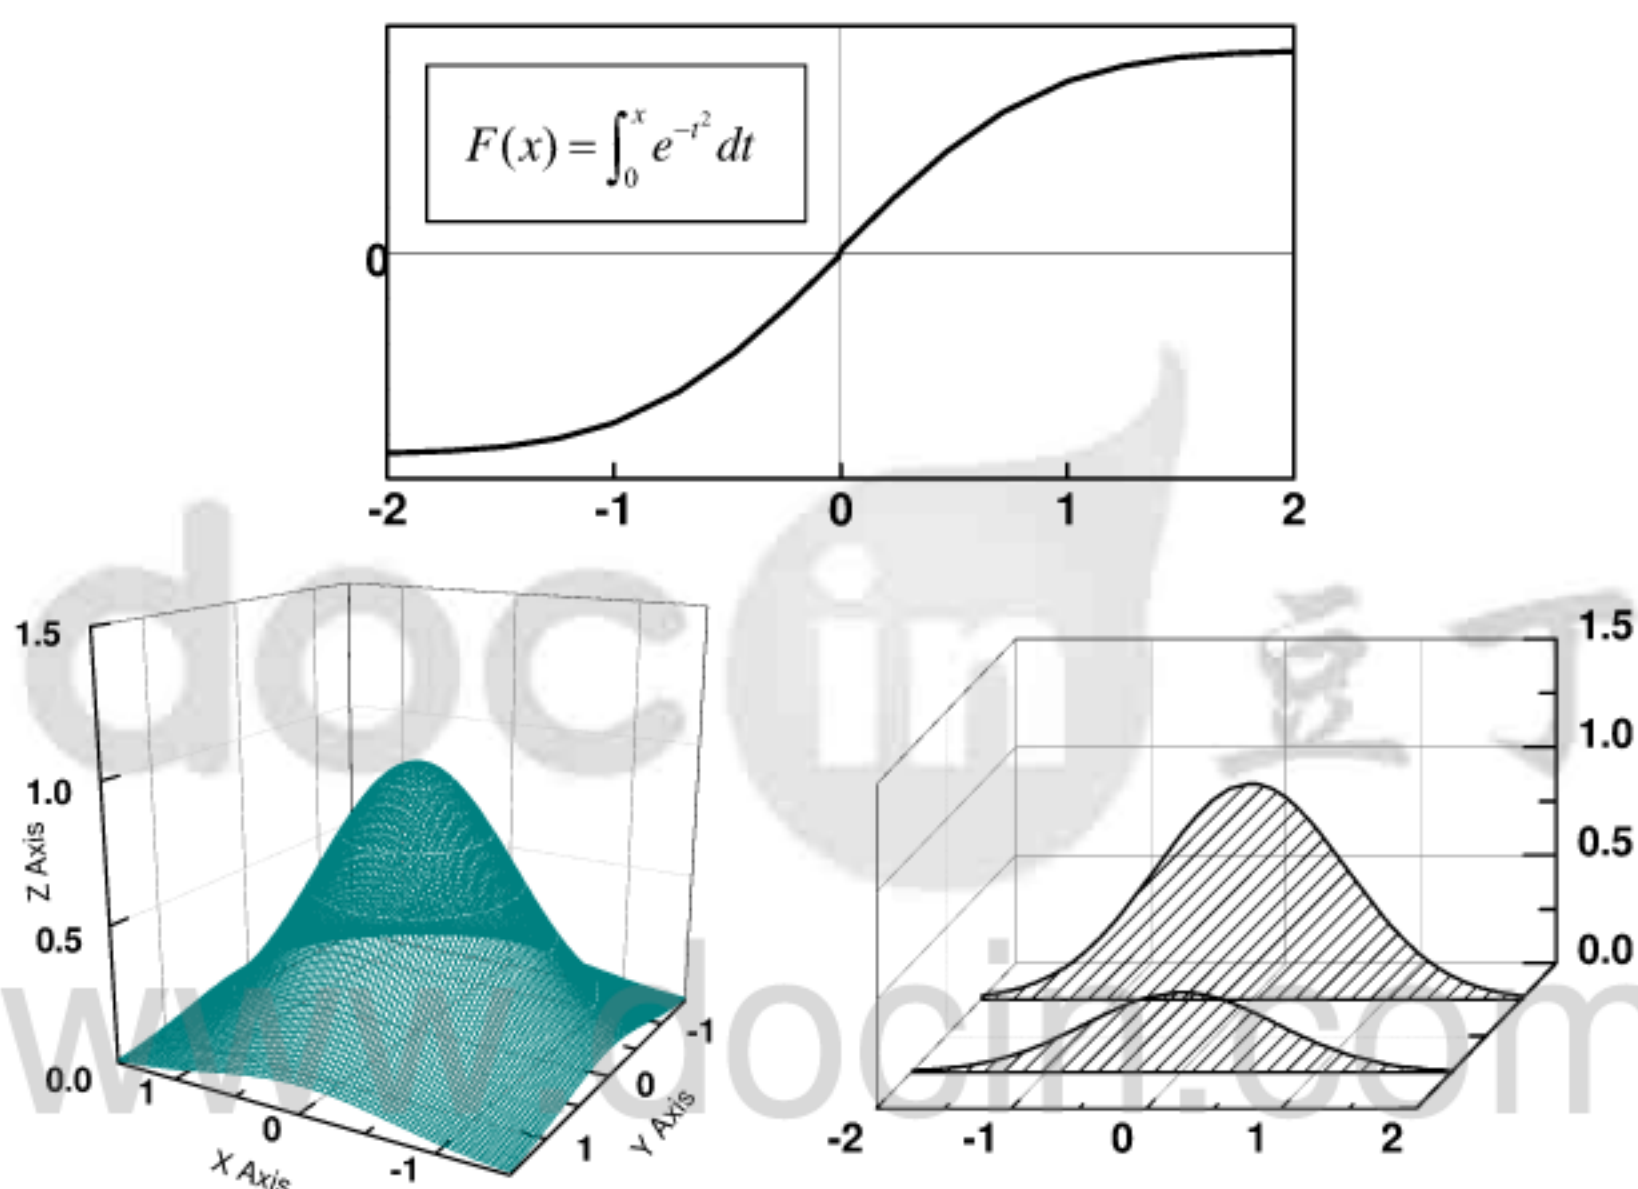 F(x) = ∫₀ˣ e^{-t²} dt
0
-2 -1 0 1 2
1.5
1.0
0.5
0.0
Z Axis
1 0 -1
X Axis
-1
0
1
Y Axis
1.5
1.0
0.5
0.0
-2 -1 0 1 2
docin 豆丁
www.docin.com